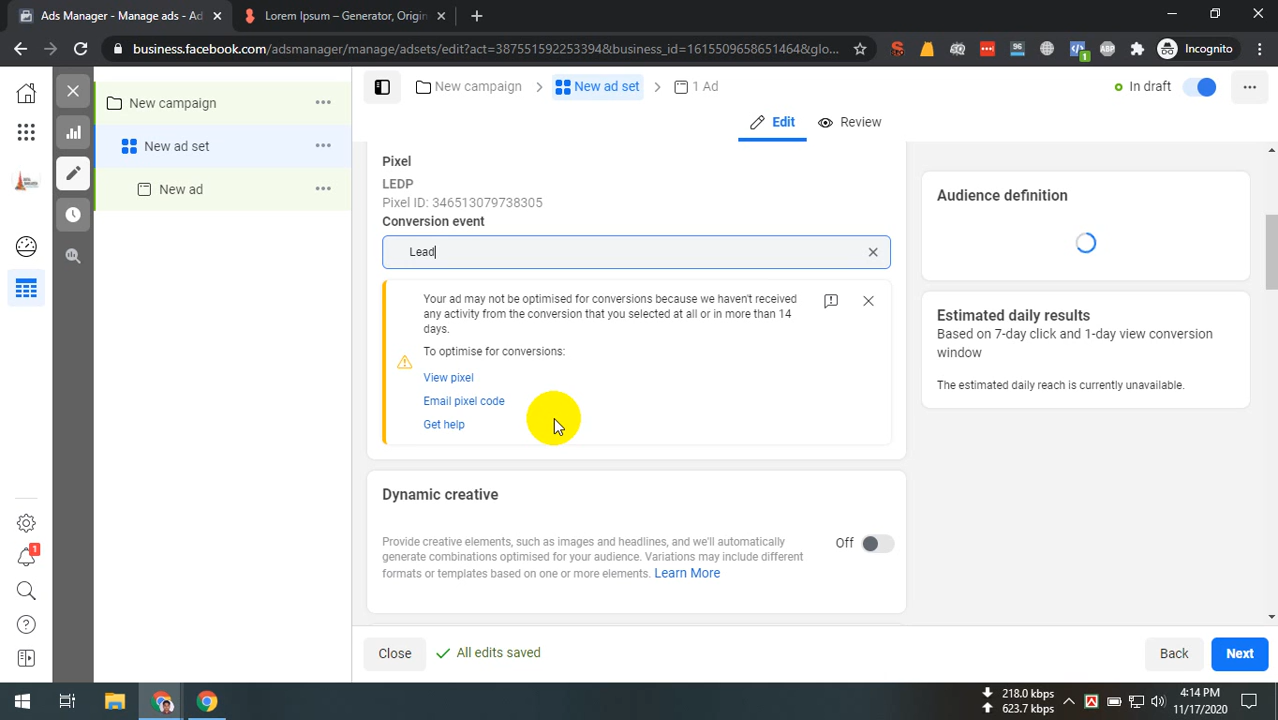 Ads Manager - Manage ads - Ad
Lorem Ipsum – Generator, Origin
business.facebook.com/adsmanager/manage/adsets/edit?act=387551592253394&business_id=1615509658651464&glo...
96
1
ABP
Incognito
New campaign
New ad set
New ad
New campaign
New ad set
1 Ad
In draft
Edit
Review
Pixel
LEDP
Pixel ID: 346513079738305
Conversion event
Lead
Your ad may not be optimised for conversions because we haven't received
any activity from the conversion that you selected at all or in more than 14
days.
To optimise for conversions:
View pixel
Email pixel code
Get help
Dynamic creative
Provide creative elements, such as images and headlines, and we'll automatically
generate combinations optimised for your audience. Variations may include different
formats or templates based on one or more elements. Learn More
Off
Audience definition
Estimated daily results
Based on 7-day click and 1-day view conversion
window
The estimated daily reach is currently unavailable.
1
Close
All edits saved
Back
Next
218.0 kbps
623.7 kbps
4:14 PM
11/17/2020